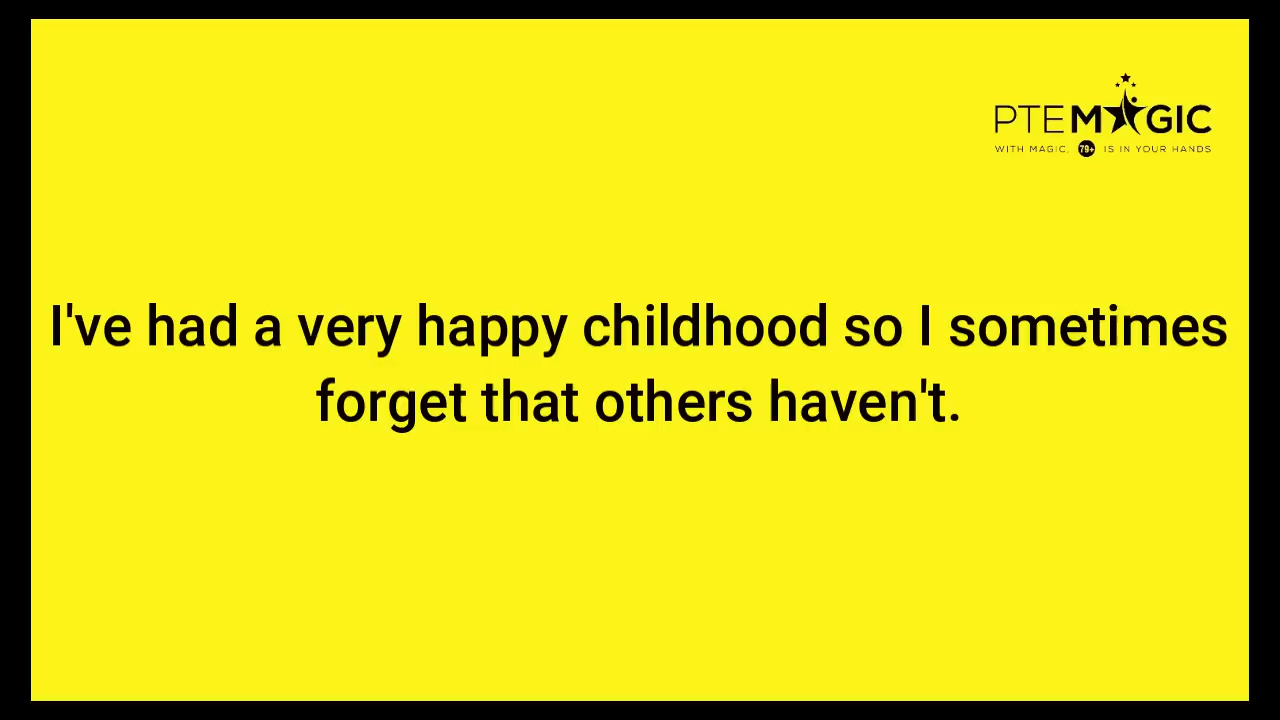 PTEMAGIC
WITH MAGIC, 79+ IS IN YOUR HANDS
I've had a very happy childhood so I sometimes
forget that others haven't.